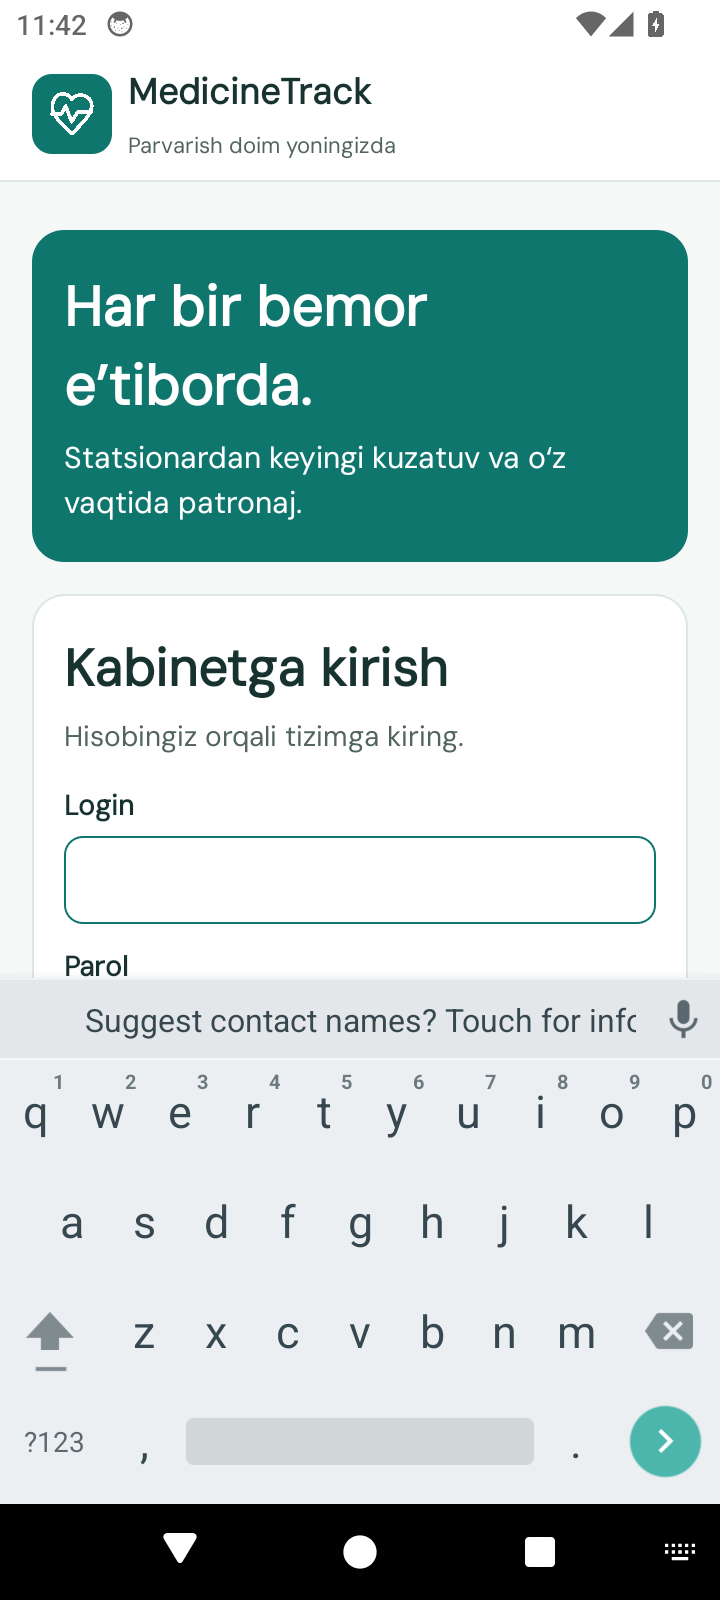 11:42
MedicineTrack
Parvarish doim yoningizda
Har bir bemor
e’tiborda.
Statsionardan keyingi kuzatuv va o‘z
vaqtida patronaj.
Kabinetga kirish
Hisobingiz orqali tizimga kiring.
Login
Parol
Suggest contact names? Touch for info
1 2 3 4 5 6 7 8 9 0
q w e r t y u i o p
a s d f g h j k l
z x c v b n m
?123 , .